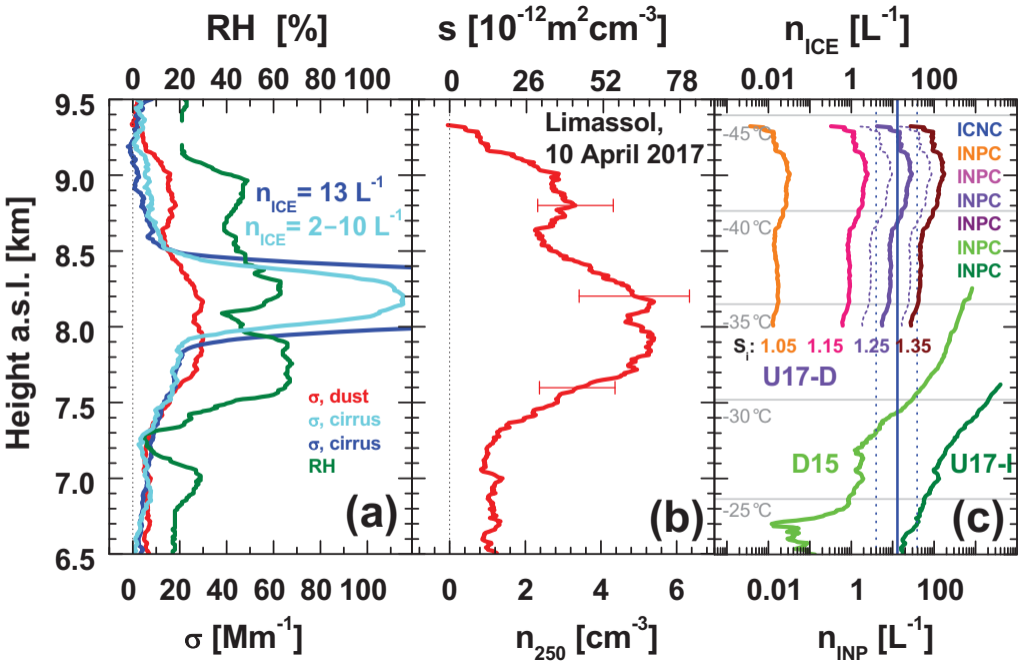 RH [%]
s [10⁻¹²m²cm⁻³]
n_ICE [L⁻¹]
0 20 40 60 80 100
0 26 52 78
0.01 1 100
9.5
9.0
8.5
8.0
7.5
7.0
6.5
Height a.s.l. [km]
n_ICE = 13 L⁻¹
n_ICE = 2−10 L⁻¹
σ, dust
σ, cirrus
σ, cirrus
RH
(a)
Limassol,
10 April 2017
(b)
-45°C
-40°C
-35°C
-30°C
-25°C
ICNC
INPC
INPC
INPC
INPC
INPC
INPC
S_i: 1.05 1.15 1.25 1.35
U17-D
D15
U17-I
(c)
0 20 40 60 80 100
0 2 4 6
0.01 1 100
σ [Mm⁻¹]
n₂₅₀ [cm⁻³]
n_INP [L⁻¹]